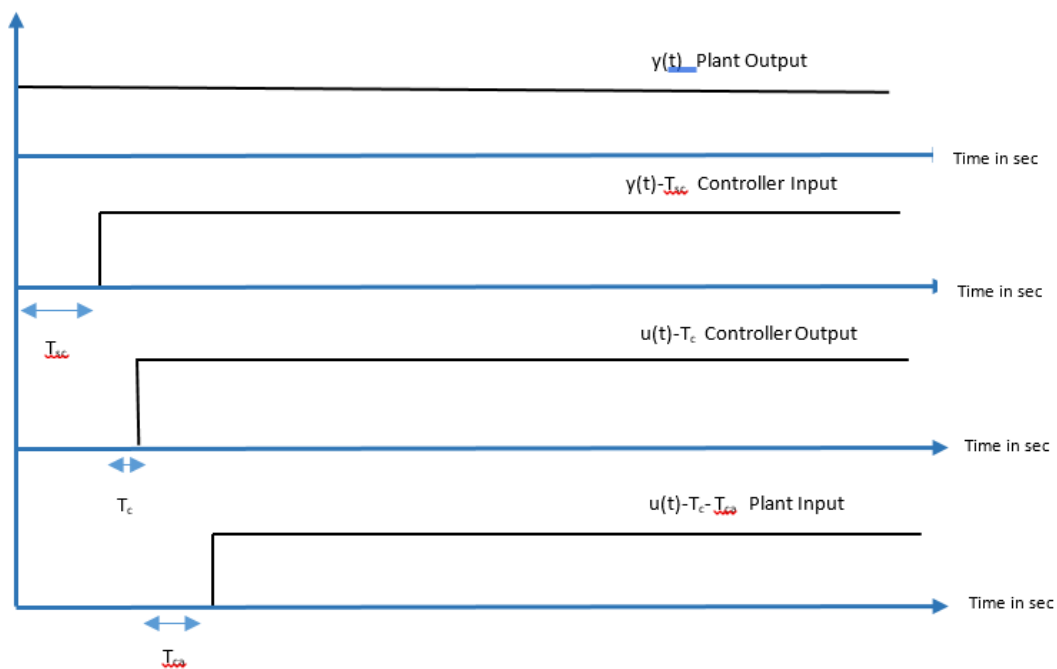 y(t) Plant Output
Time in sec
y(t)-Tsc Controller Input
Time in sec
Tsc
u(t)-Tc Controller Output
Time in sec
Tc
u(t)-Tc-Tca Plant Input
Time in sec
Tca